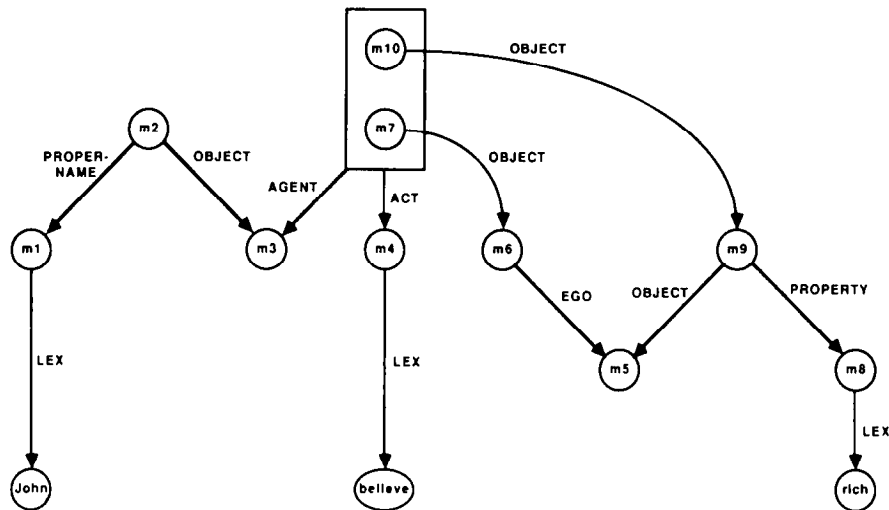 m10
OBJECT
m2
m7
PROPER-
NAME
OBJECT
OBJECT
AGENT
ACT
m1
m3
m4
m6
m9
EGO
OBJECT
PROPERTY
LEX
LEX
m5
m8
LEX
John
believe
rich